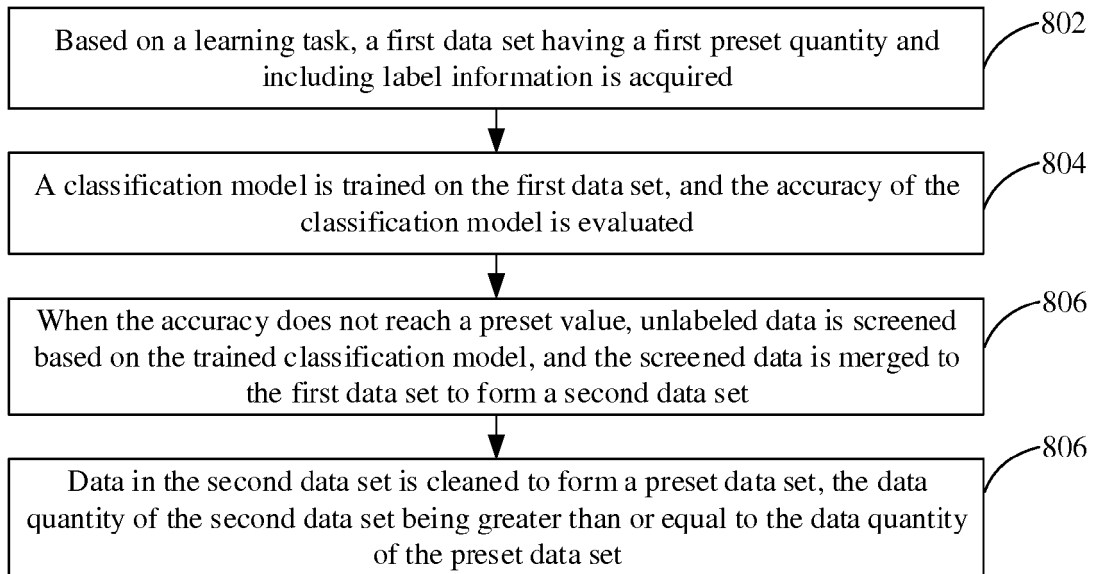 Based on a learning task, a first data set having a first preset quantity and
including label information is acquired
802
A classification model is trained on the first data set, and the accuracy of the
classification model is evaluated
804
When the accuracy does not reach a preset value, unlabeled data is screened
based on the trained classification model, and the screened data is merged to
the first data set to form a second data set
806
Data in the second data set is cleaned to form a preset data set, the data
quantity of the second data set being greater than or equal to the data quantity
of the preset data set
806